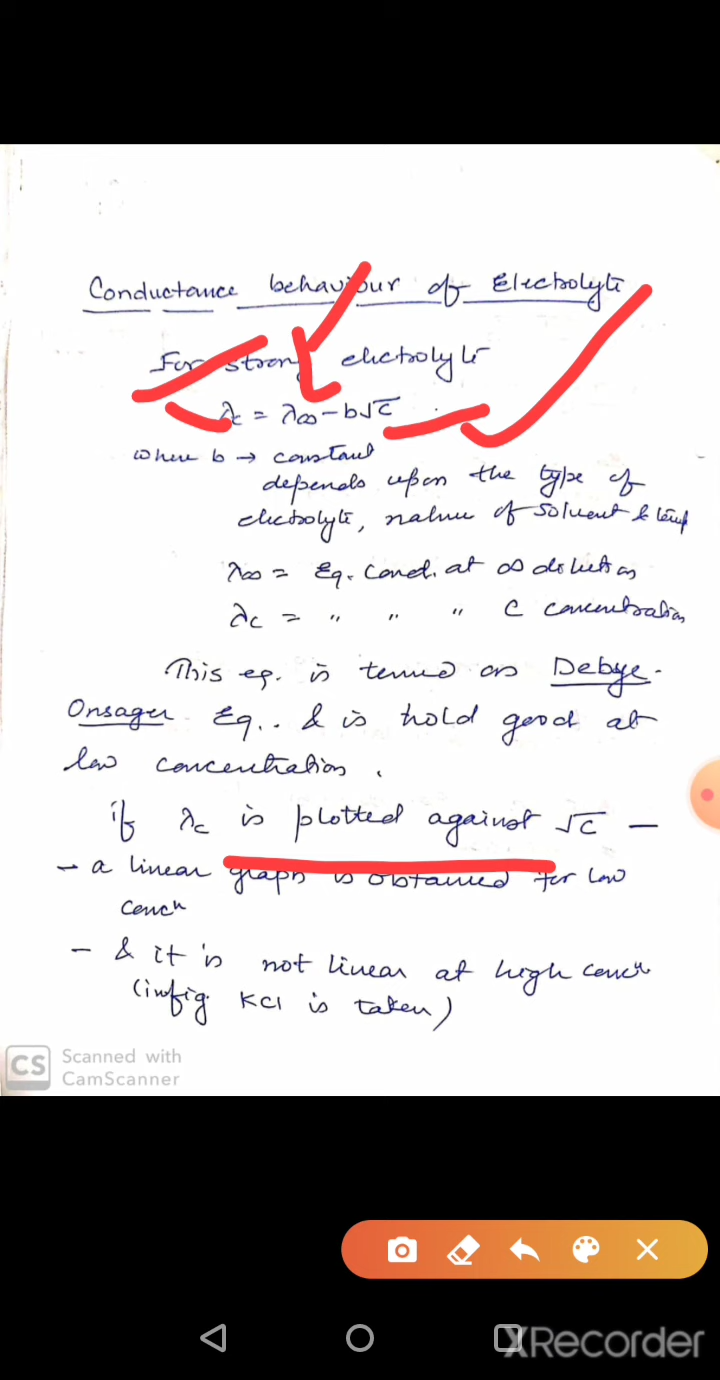 Conductance behaviour of Electrolyte
For strong electrolyte
λc = λ∞ - b√c
where b → constant
depends upon the type of
electrolyte, nature of solvent & temp
λ∞ = Eq. Cond. at ∞ dilution
λc = " " " C concentration
This eq. is termed as Debye-
Onsager Eq.. & is hold good at
low concentration.
if λc is plotted against √c —
- a linear graph is obtained for low
concn
- & it is not linear at high concn
(in fig. KCl is taken)
CS Scanned with
CamScanner
XRecorder